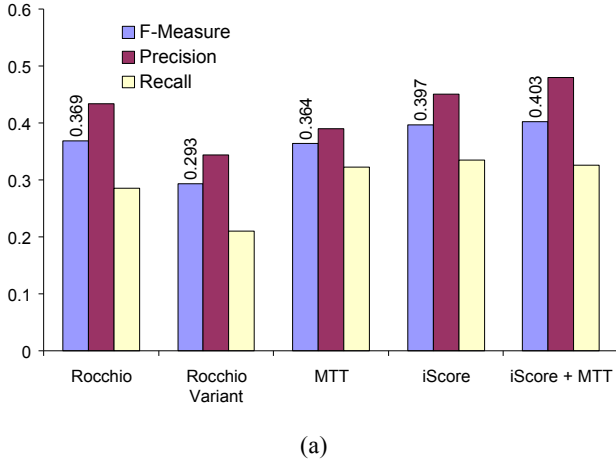 0.6
0.5
0.4
0.3
0.2
0.1
0
F-Measure
Precision
Recall
0.369
0.293
0.364
0.397
0.403
Rocchio
Rocchio
Variant
MTT
iScore
iScore + MTT
(a)